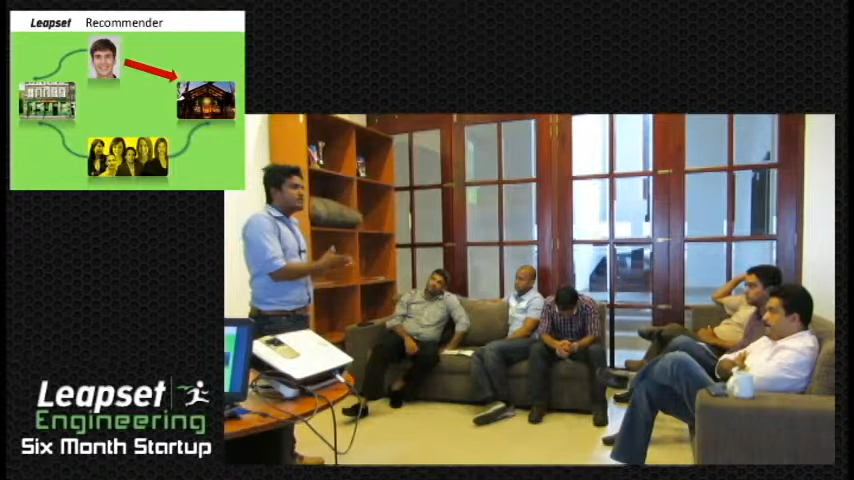 Leapset Recommender
Leapset
Engineering
Six Month Startup